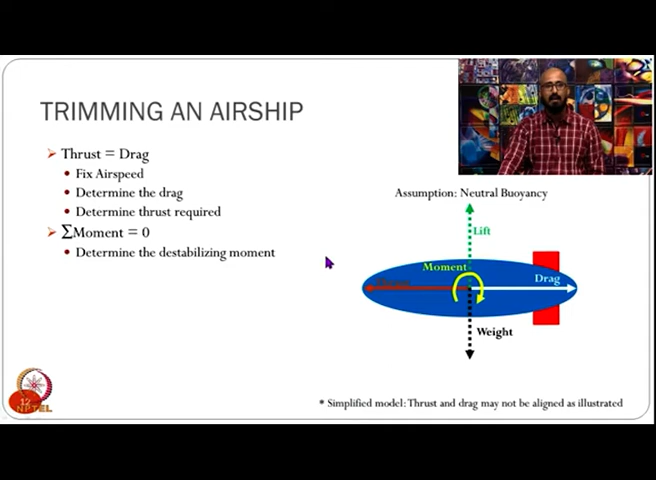 TRIMMING AN AIRSHIP
Thrust = Drag
Fix Airspeed
Determine the drag
Determine thrust required
∑Moment = 0
Determine the destabilizing moment
Assumption: Neutral Buoyancy
Lift
Moment
Drag
Weight
* Simplified model: Thrust and drag may not be aligned as illustrated
12
NPTEL